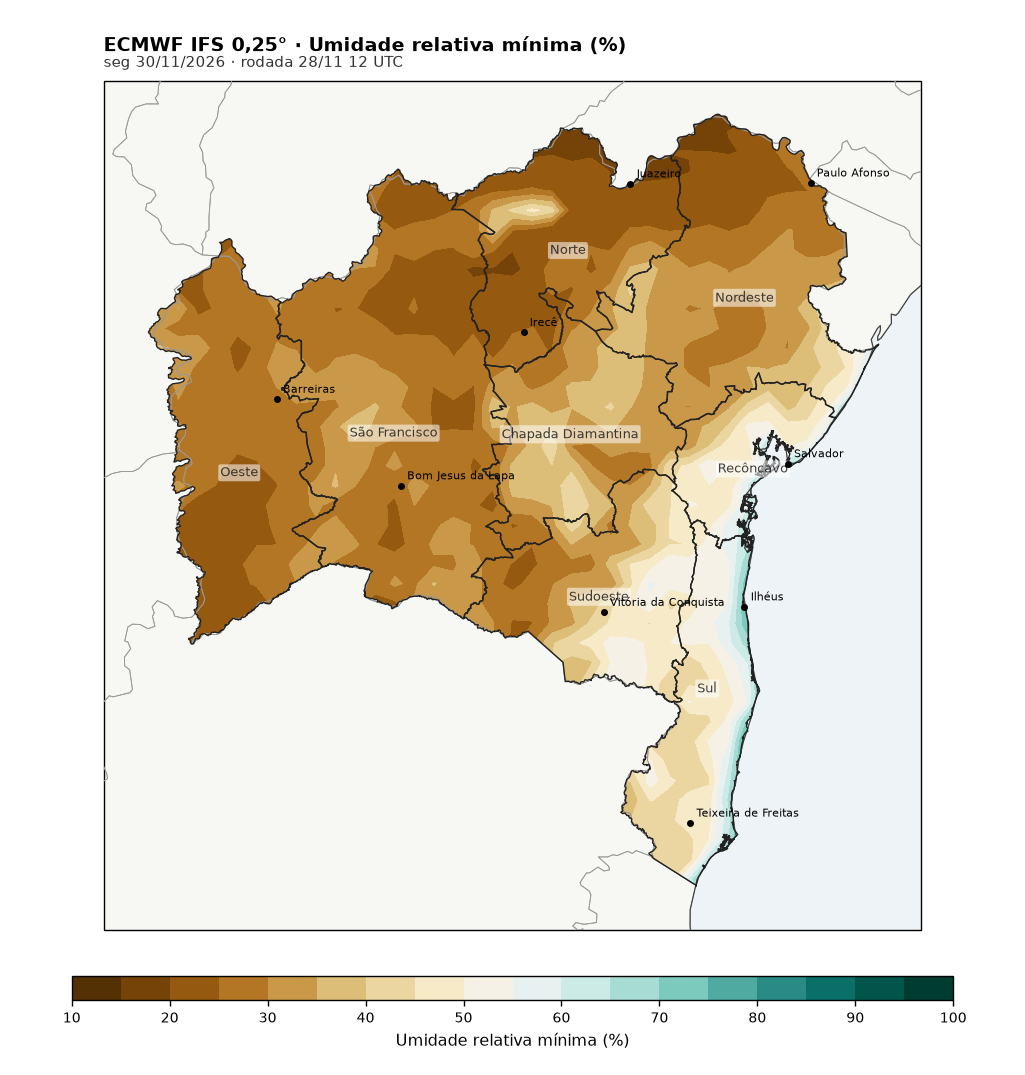 ECMWF IFS 0,25° · Umidade relativa mínima (%)
seg 30/11/2026 · rodada 28/11 12 UTC
Juazeiro
Paulo Afonso
Norte
Nordeste
Irecê
Barreiras
São Francisco
Chapada Diamantina
Salvador
Recôncavo
Oeste
Bom Jesus da Lapa
Sudoeste
Vitória da Conquista
Ilhéus
Sul
Teixeira de Freitas
10 20 30 40 50 60 70 80 90 100
Umidade relativa mínima (%)